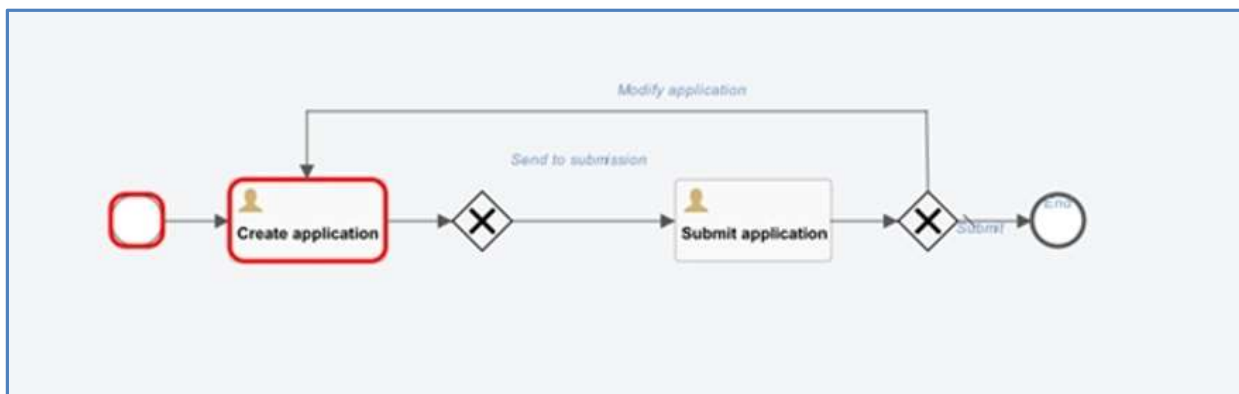 Modify application
Send to submission
Create application
Submit application
Submit
End